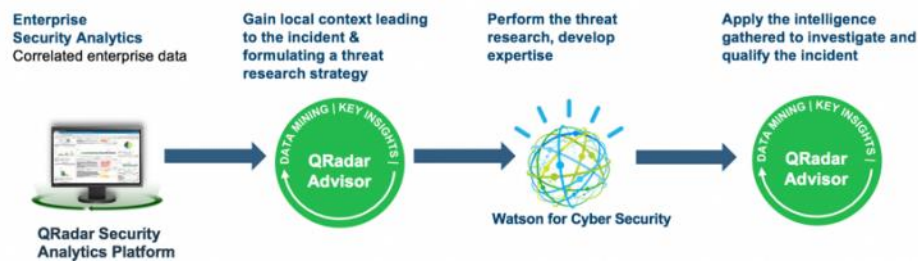 Enterprise
Security Analytics
Correlated enterprise data
Gain local context leading
to the incident &
formulating a threat
research strategy
Perform the threat
research, develop
expertise
Apply the intelligence
gathered to investigate and
qualify the incident
DATA MINING | KEY INSIGHTS |
QRadar
Advisor
DATA MINING | KEY INSIGHTS |
QRadar
Advisor
Watson for Cyber Security
QRadar Security
Analytics Platform